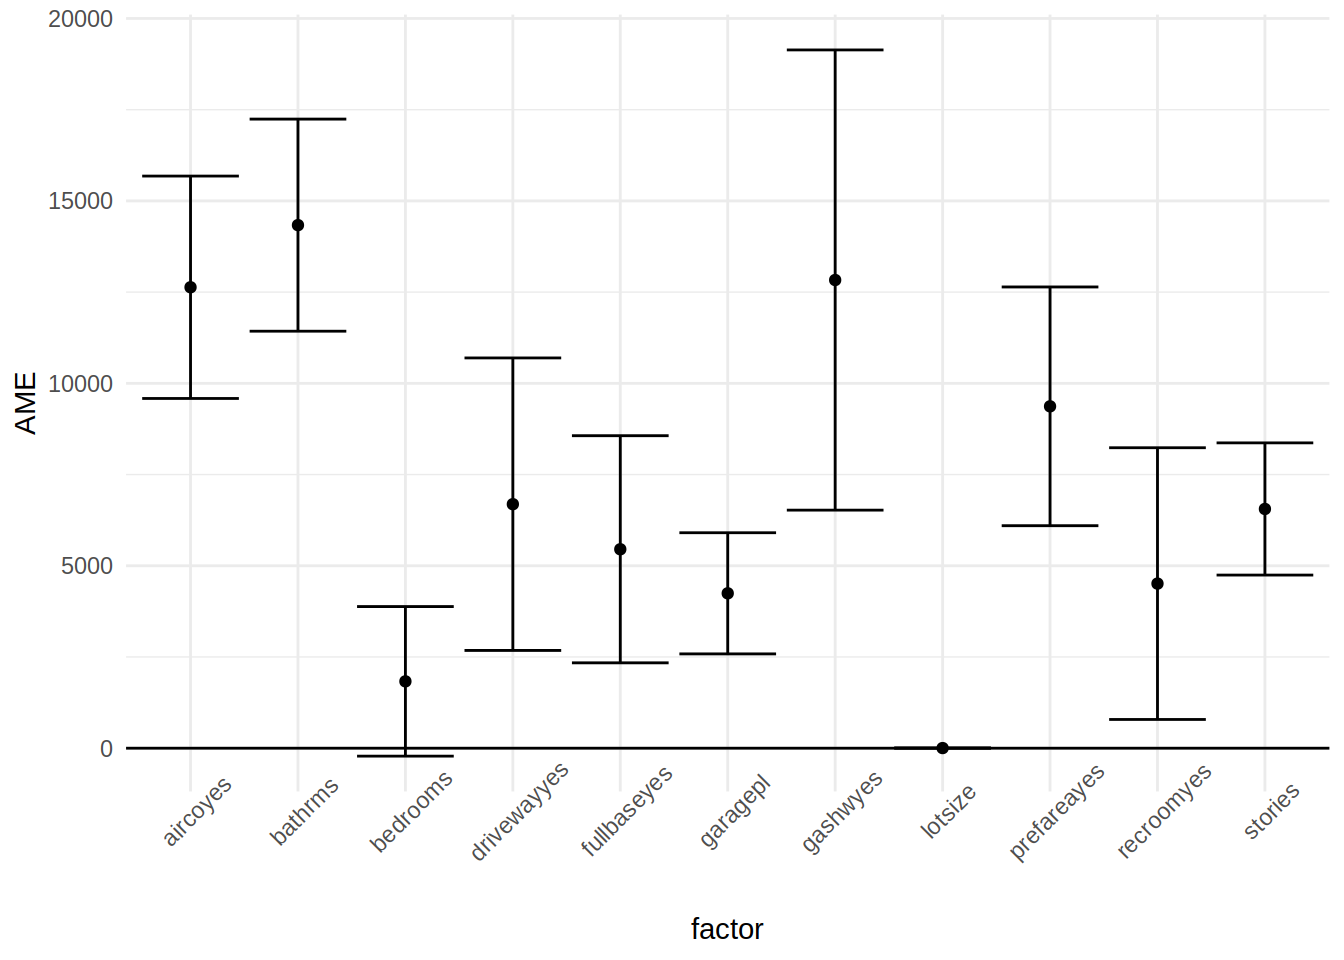 20000
15000
10000
5000
0
AME
aircoyes
bathrms
bedrooms
drivewayyes
fullbaseyes
garagepl
gashwyes
lotsize
prefareayes
recroomyes
stories
factor